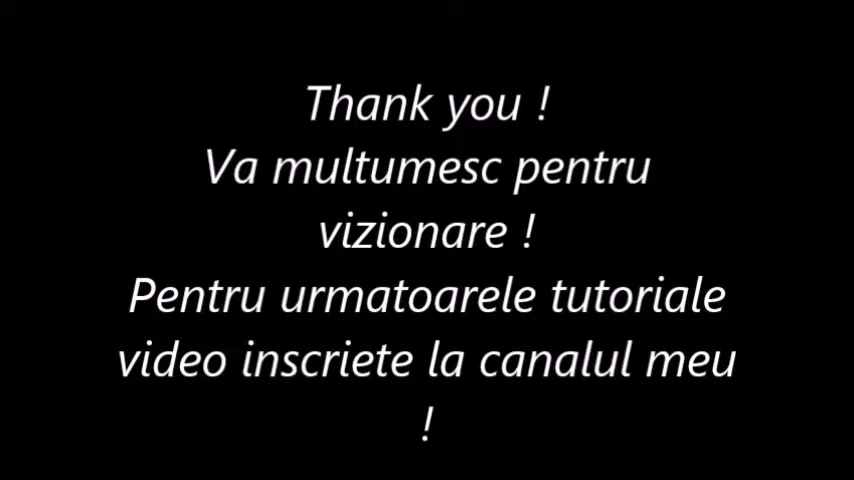 Thank you !
Va multumesc pentru
vizionare !
Pentru urmatoarele tutoriale
video inscriete la canalul meu
!